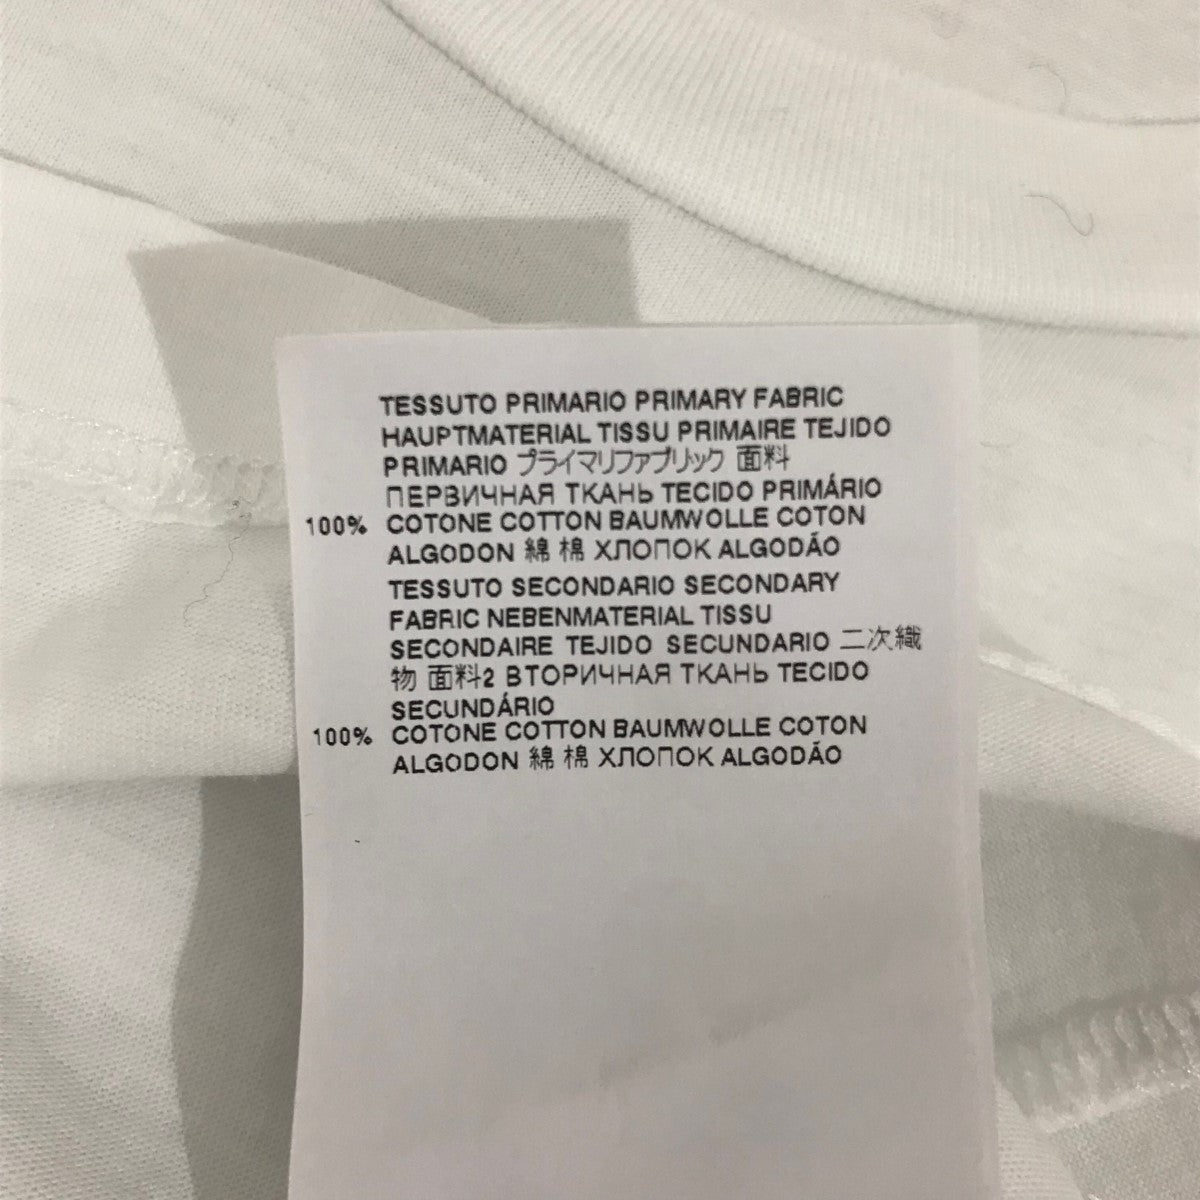 TESSUTO PRIMARIO PRIMARY FABRIC
HAUPTMATERIAL TISSU PRIMAIRE TEJIDO
PRIMARIO プライマリファブリック 面料
ПЕРВИЧНАЯ ТКАНЬ TECIDO PRIMÁRIO
100% COTONE COTTON BAUMWOLLE COTON
ALGODON 綿 棉 ХЛОПОК ALGODÃO
TESSUTO SECONDARIO SECONDARY
FABRIC NEBENMATERIAL TISSU
SECONDAIRE TEJIDO SECUNDARIO 二次織
物 面料2 ВТОРИЧНАЯ ТКАНЬ TECIDO
SECUNDÁRIO
100% COTONE COTTON BAUMWOLLE COTON
ALGODON 綿 棉 ХЛОПОК ALGODÃO